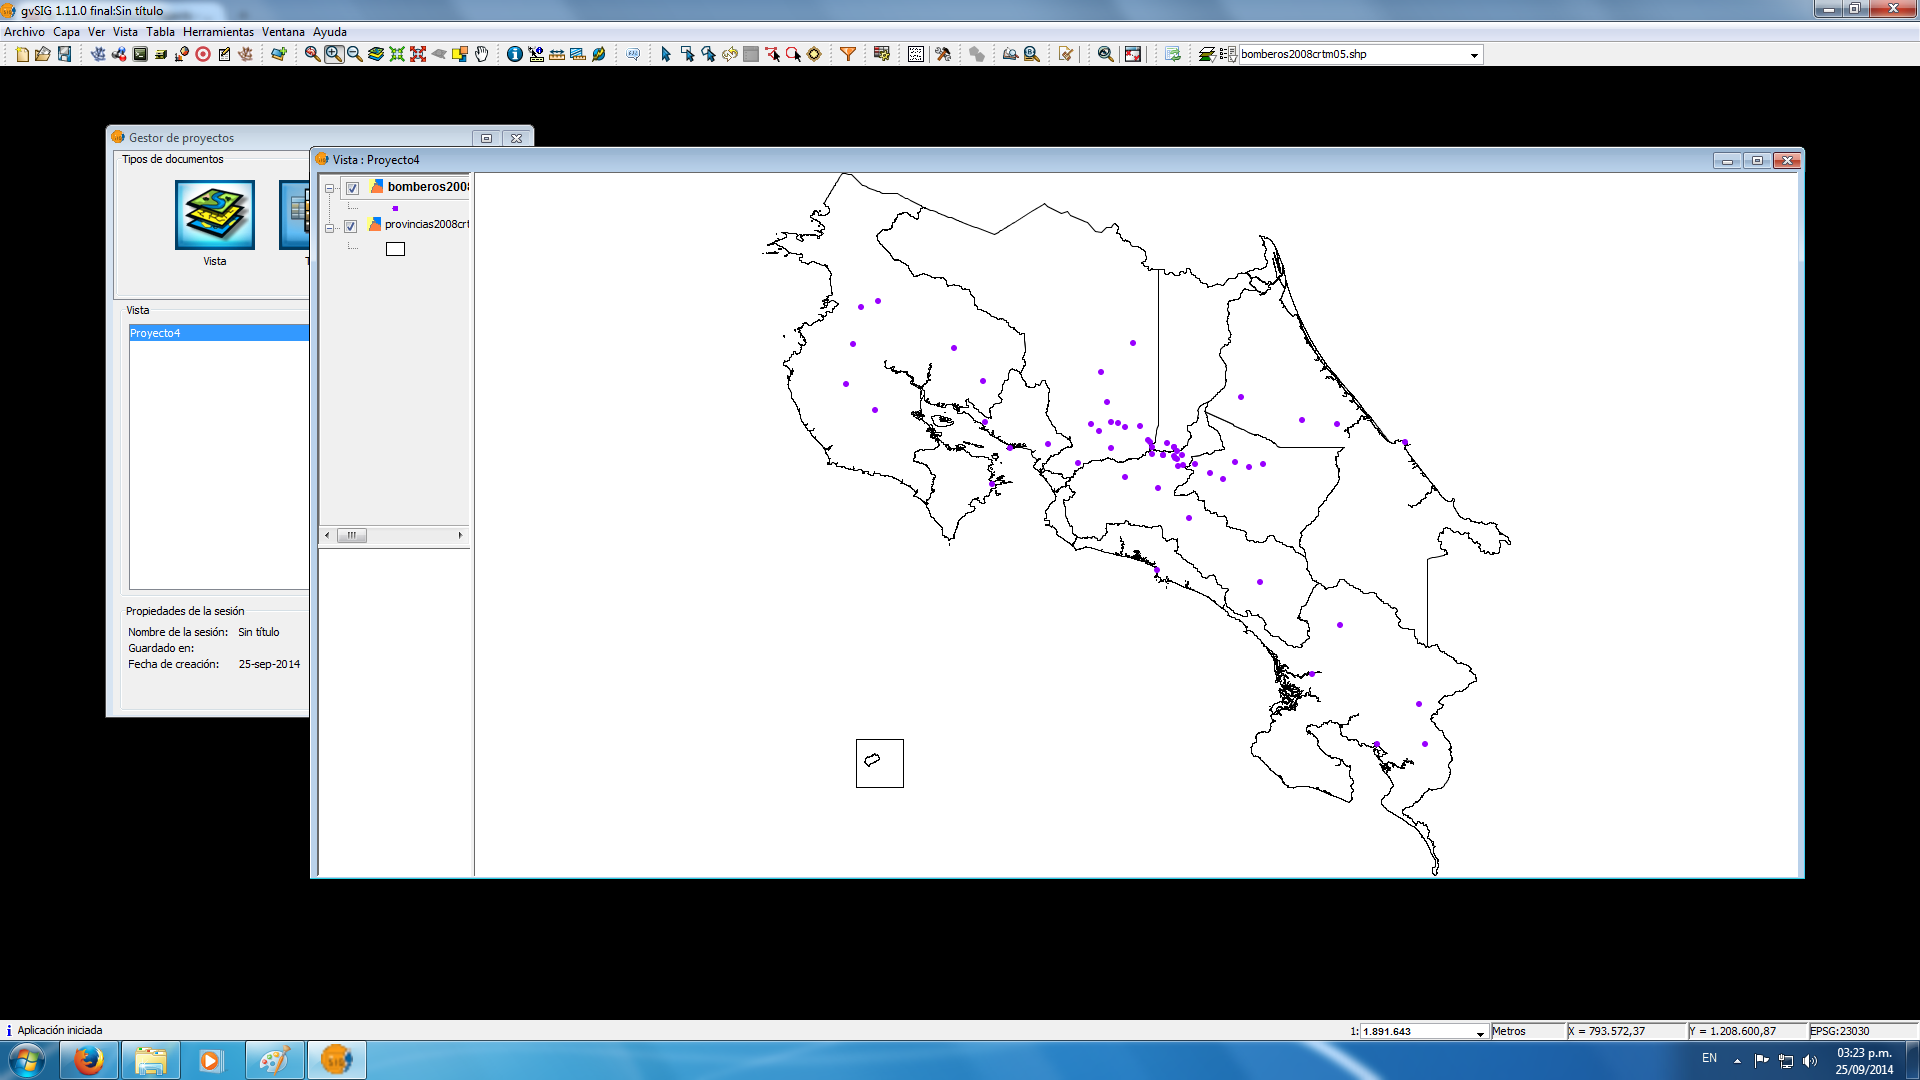 gvSIG 1.11.0 final:Sin título
Archivo Capa Ver Vista Tabla Herramientas Ventana Ayuda
bomberos2008crtm05.shp
Gestor de proyectos
Tipos de documentos
Vista
Vista
Proyecto4
Propiedades de la sesión
Nombre de la sesión: Sin título
Guardado en:
Fecha de creación: 25-sep-2014
Vista : Proyecto4
bomberos2008
provincias2008crt
Aplicación iniciada
1: 1.891.643 Metros X = 793.572,37 Y = 1.208.600,87 EPSG:23030
EN
03:23 p.m.
25/09/2014